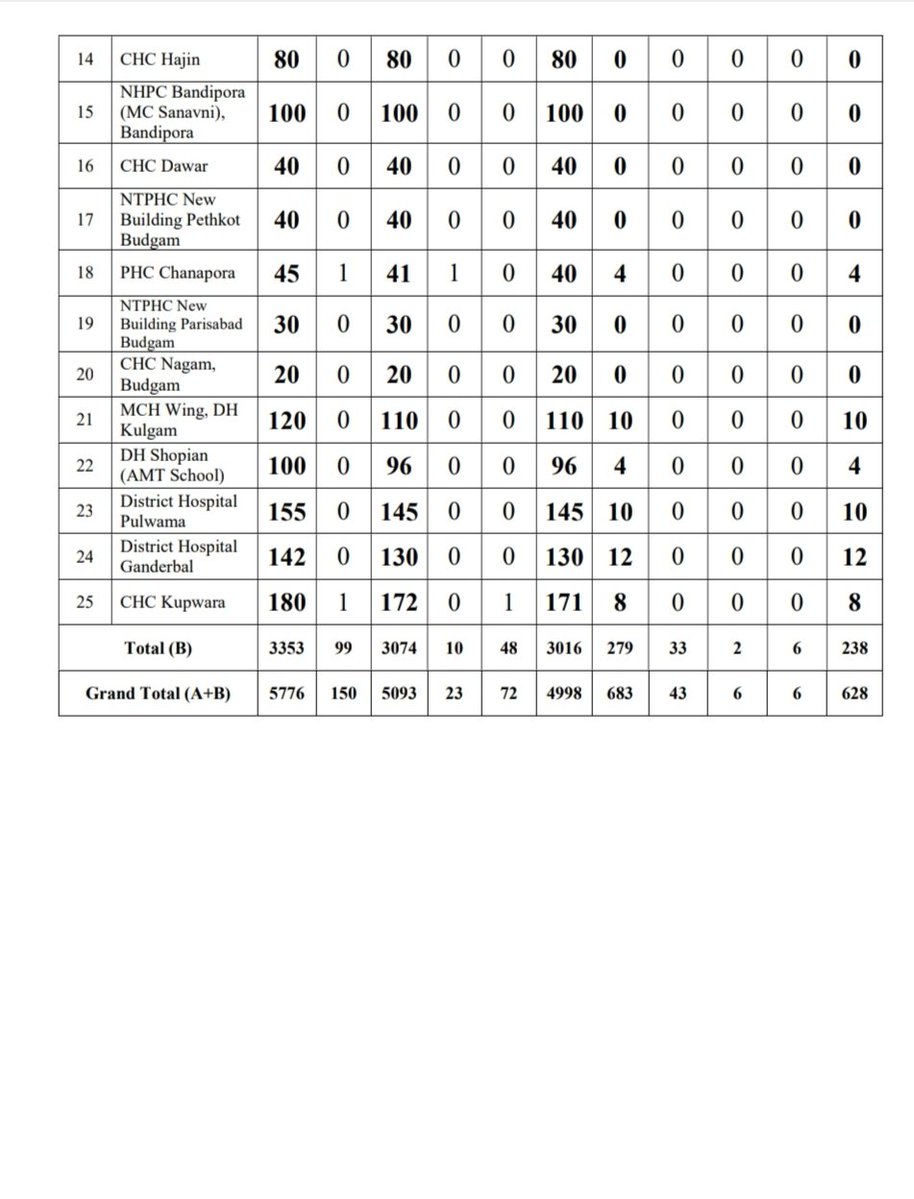 14 CHC Hajin 80 0 80 0 0 80 0 0 0 0 0
NHPC Bandipora
15 (MC Sanavni), 100 0 100 0 0 100 0 0 0 0 0
Bandipora
16 CHC Dawar 40 0 40 0 0 40 0 0 0 0 0
NTPHC New
17 Building Pethkot 40 0 40 0 0 40 0 0 0 0 0
Budgam
18 PHC Chanapora 45 1 41 1 0 40 4 0 0 0 4
NTPHC New
19 Building Parisabad 30 0 30 0 0 30 0 0 0 0 0
Budgam
20 CHC Nagam, 20 0 20 0 0 20 0 0 0 0 0
Budgam
21 MCH Wing, DH 120 0 110 0 0 110 10 0 0 0 10
Kulgam
22 DH Shopian 100 0 96 0 0 96 4 0 0 0 4
(AMT School)
23 District Hospital 155 0 145 0 0 145 10 0 0 0 10
Pulwama
24 District Hospital 142 0 130 0 0 130 12 0 0 0 12
Ganderbal
25 CHC Kupwara 180 1 172 0 1 171 8 0 0 0 8
Total (B) 3353 99 3074 10 48 3016 279 33 2 6 238
Grand Total (A+B) 5776 150 5093 23 72 4998 683 43 6 6 628